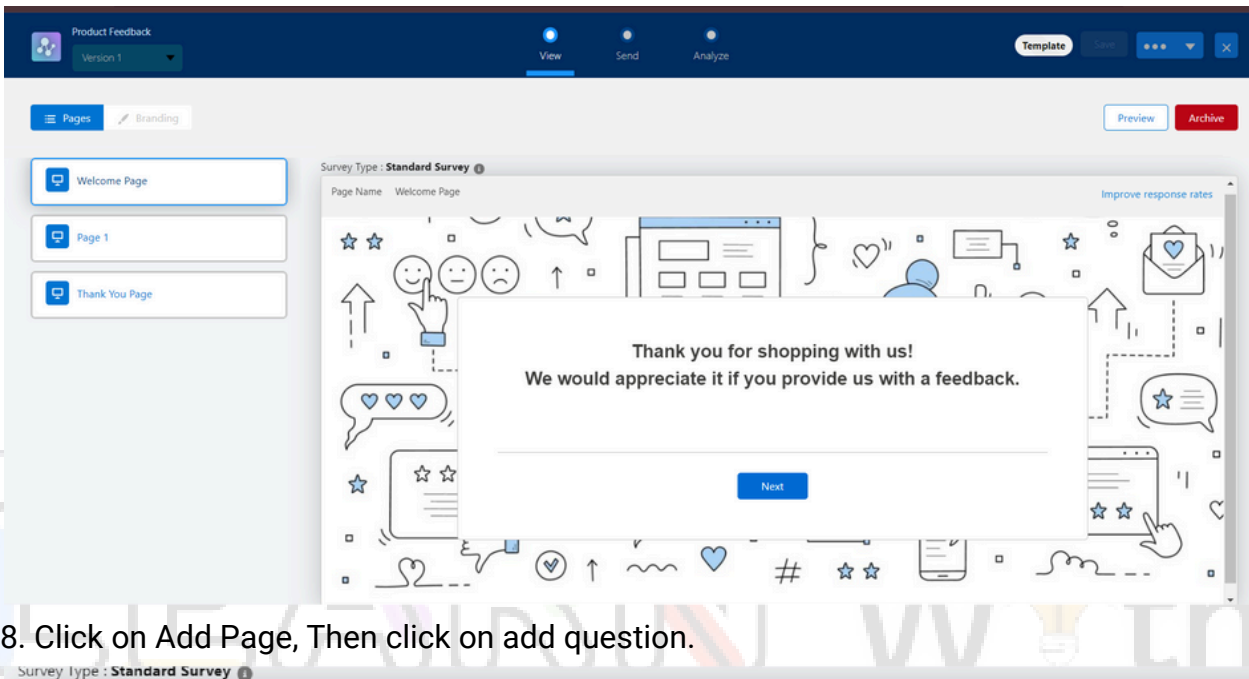 Product Feedback
Version 1
View
Send
Analyze
Template
Save
Pages
Branding
Preview
Archive
Welcome Page
Page 1
Thank You Page
Survey Type : Standard Survey
Page Name Welcome Page
Improve response rates
Thank you for shopping with us!
We would appreciate it if you provide us with a feedback.
Next
8. Click on Add Page, Then click on add question.
Survey Type : Standard Survey